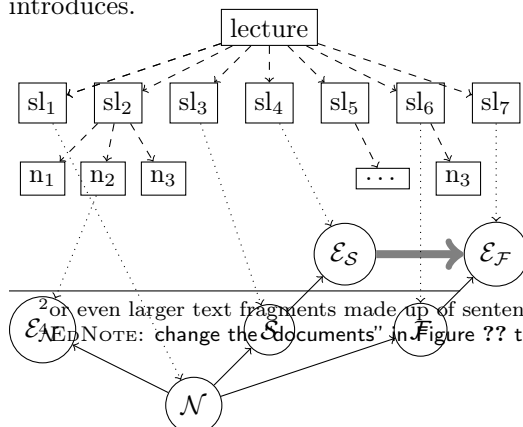 introduces.
lecture
sl1 sl2 sl3 sl4 sl5 sl6 sl7
n1 n2 n3 ··· n3
ℰ𝒮 ℰℱ
2or even larger text fragments made up of senten
EDNOTE: change the documents" in Figure ?? t
ℰ 𝒮 ℱ
𝒩